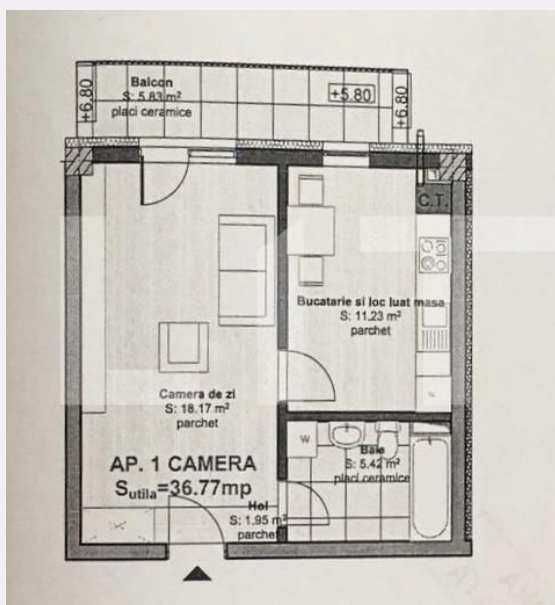 Balcon
S: 5.83 m²
placi ceramice
+6.80
+5.80
+6.80
C.T.
Bucatarie si loc luat masa
S: 11.23 m²
parchet
Camera de zi
S: 18.17 m²
parchet
AP. 1 CAMERA
Sutila=36.77mp
W
Baie
S: 5.42 m²
placi ceramice
Hol
S: 1.95 m²
parchet